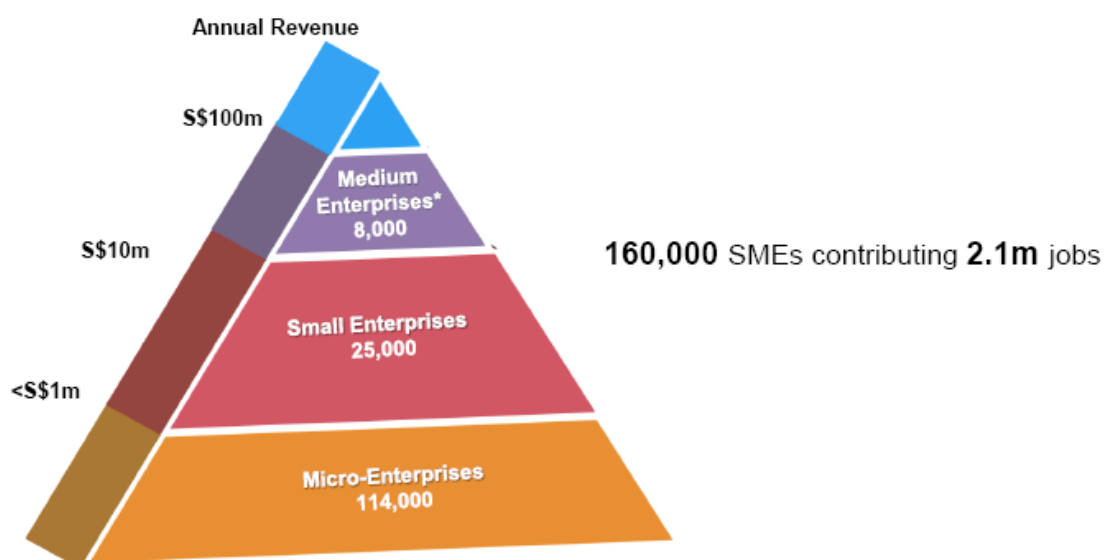 Annual Revenue
S$100m
Medium
Enterprises*
8,000
S$10m
160,000 SMEs contributing 2.1m jobs
Small Enterprises
25,000
<S$1m
Micro-Enterprises
114,000